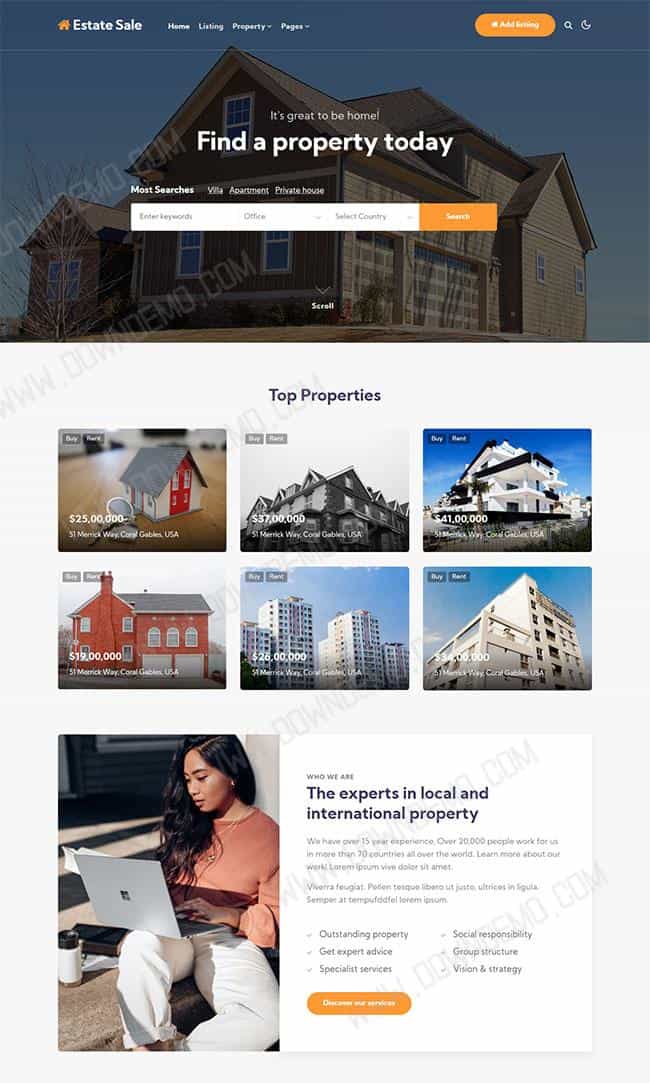 Estate Sale
Home Listing Property Pages
Add listing
It's great to be home!
Find a property today
Most Searches Villa Apartment Private house
Enter keywords Office Select Country Search
Scroll
Top Properties
Buy Rent
$25,00,000
51 Merrick Way, Coral Gables, USA
Buy Rent
$37,00,000
51 Merrick Way, Coral Gables, USA
Buy Rent
$41,00,000
51 Merrick Way, Coral Gables, USA
Buy Rent
$19,00,000
51 Merrick Way, Coral Gables, USA
Buy Rent
$26,00,000
51 Merrick Way, Coral Gables, USA
Buy Rent
$34,00,000
51 Merrick Way, Coral Gables, USA
WHO WE ARE
The experts in local and
international property
We have over 15 year experience, Over 20,000 people work for us
in more than 70 countries all over the world. Learn more about our
work! Lorem ipsum vive dolor sit amet.
Viverra feugiat. Pellen tesque libero ut justo, ultrices in ligula.
Semper at tempufddfel lorem ipsum.
Outstanding property Social responsibility
Get expert advice Group structure
Specialist services Vision & strategy
Discover our services
WWW.DOWNDEMO.COM